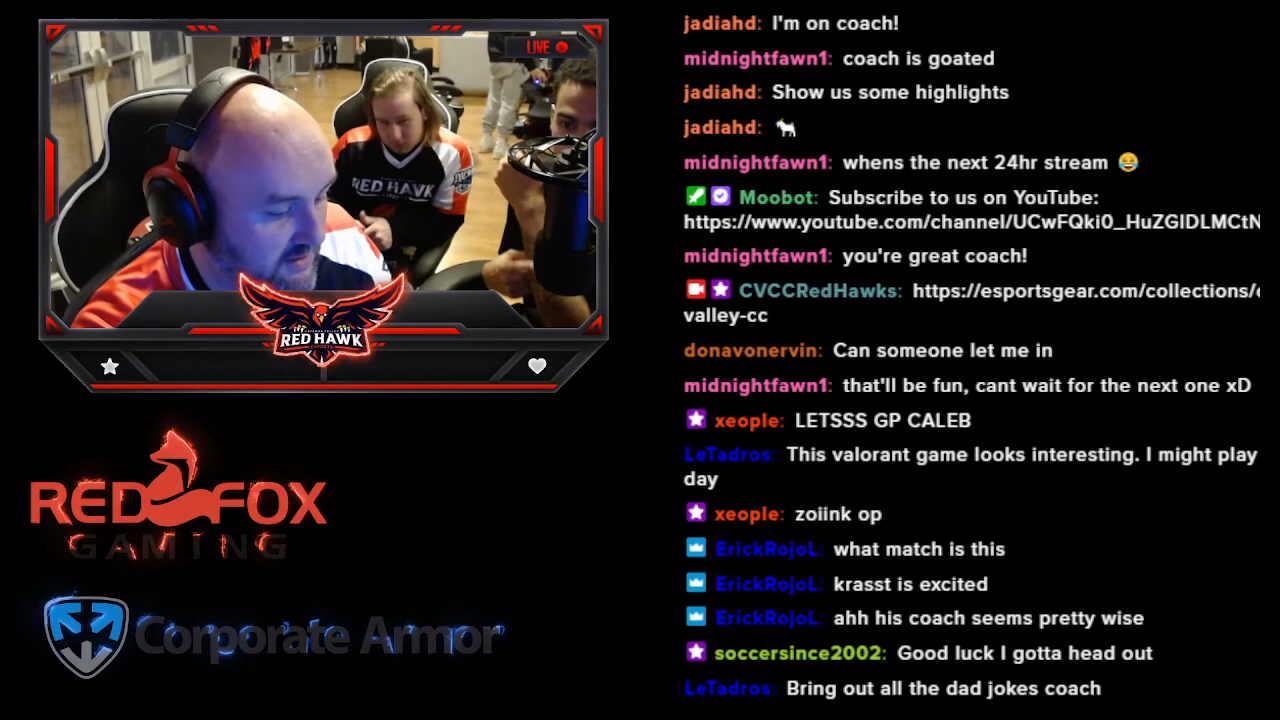 LIVE
RED HAWK
RED HAWK
RED FOX
GAMING
Corporate Armor
jadiahd: I'm on coach!
midnightfawn1: coach is goated
jadiahd: Show us some highlights
jadiahd: 🐐
midnightfawn1: whens the next 24hr stream 😂
Moobot: Subscribe to us on YouTube:
https://www.youtube.com/channel/UCwFQki0_HuZGIDLMCtN
midnightfawn1: you're great coach!
CVCCRedHawks: https://esportsgear.com/collections/
valley-cc
donavonervin: Can someone let me in
midnightfawn1: that'll be fun, cant wait for the next one xD
xeople: LETSSS GP CALEB
LeTadros: This valorant game looks interesting. I might play
day
xeople: zoiink op
ErickRojoL: what match is this
ErickRojoL: krasst is excited
ErickRojoL: ahh his coach seems pretty wise
soccersince2002: Good luck I gotta head out
LeTadros: Bring out all the dad jokes coach